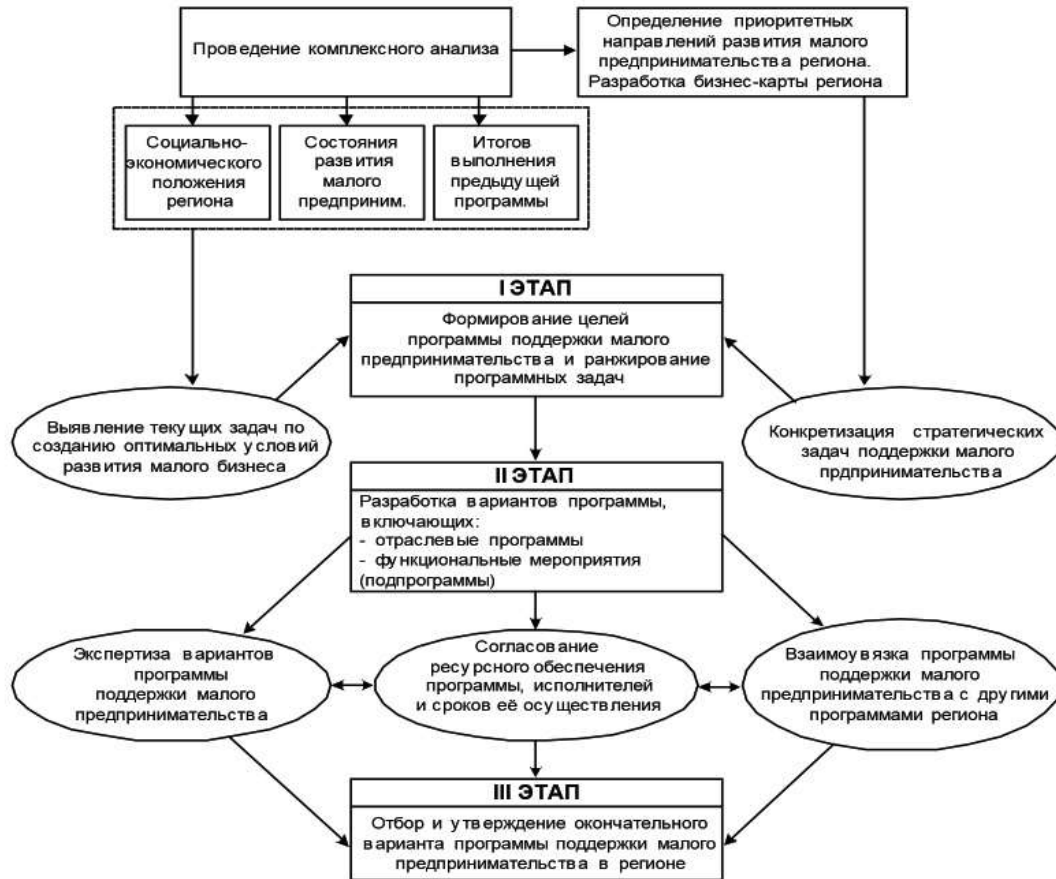 Проведение комплексного анализа
Определение приоритетных
направлений развития малого
предпринимательства региона.
Разработка бизнес-карты региона
Социально-
экономического
положения
региона
Состояния
развития
малого
предприним.
Итогов
выполнения
предыдущей
программы
I ЭТАП
Формирование целей
программы поддержки малого
предпринимательства и ранжирование
программных задач
Выявление текущих задач по
созданию оптимальных условий
развития малого бизнеса
Конкретизация стратегических
задач поддержки малого
прдпринимательства
II ЭТАП
Разработка вариантов программы,
включающих:
- отраслевые программы
- функциональные мероприятия
(подпрограммы)
Экспертиза вариантов
программы
поддержки малого
предпринимательства
Согласование
ресурсного обеспечения
программы, исполнителей
и сроков её осуществления
Взаимоувязка программы
поддержки малого
предпринимательства с другими
программами региона
III ЭТАП
Отбор и утверждение окончательного
варианта программы поддержки малого
предпринимательства в регионе